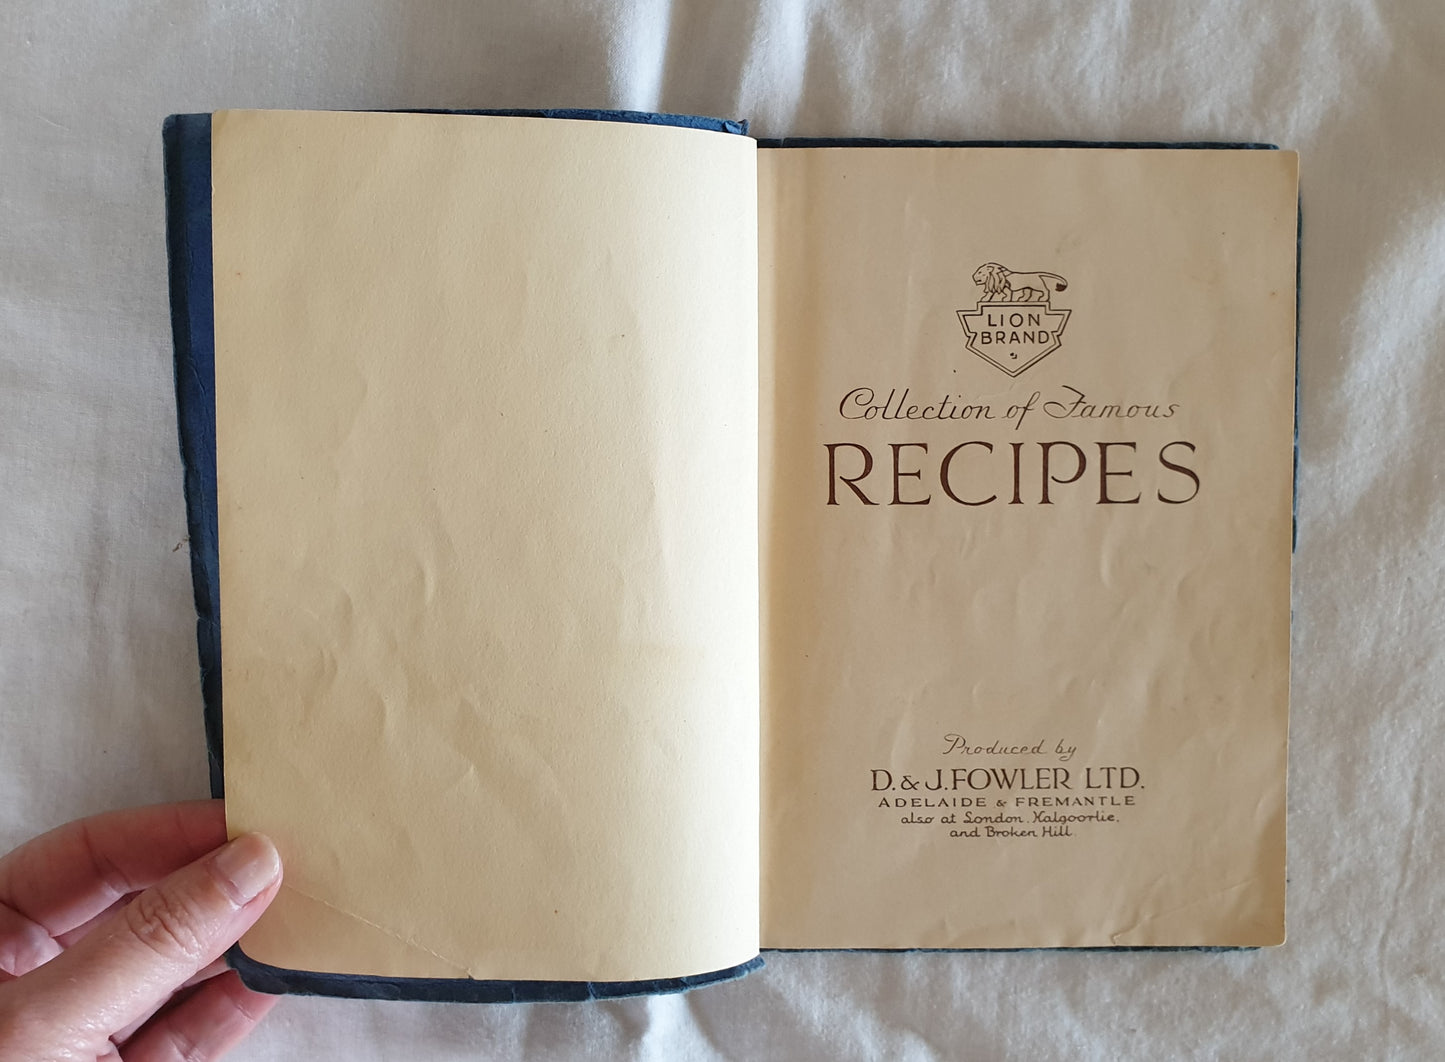 LION
BRAND
Collection of Famous
RECIPES
Produced by
D. & J. FOWLER LTD.
ADELAIDE & FREMANTLE
also at London, Kalgoorlie,
and Broken Hill.